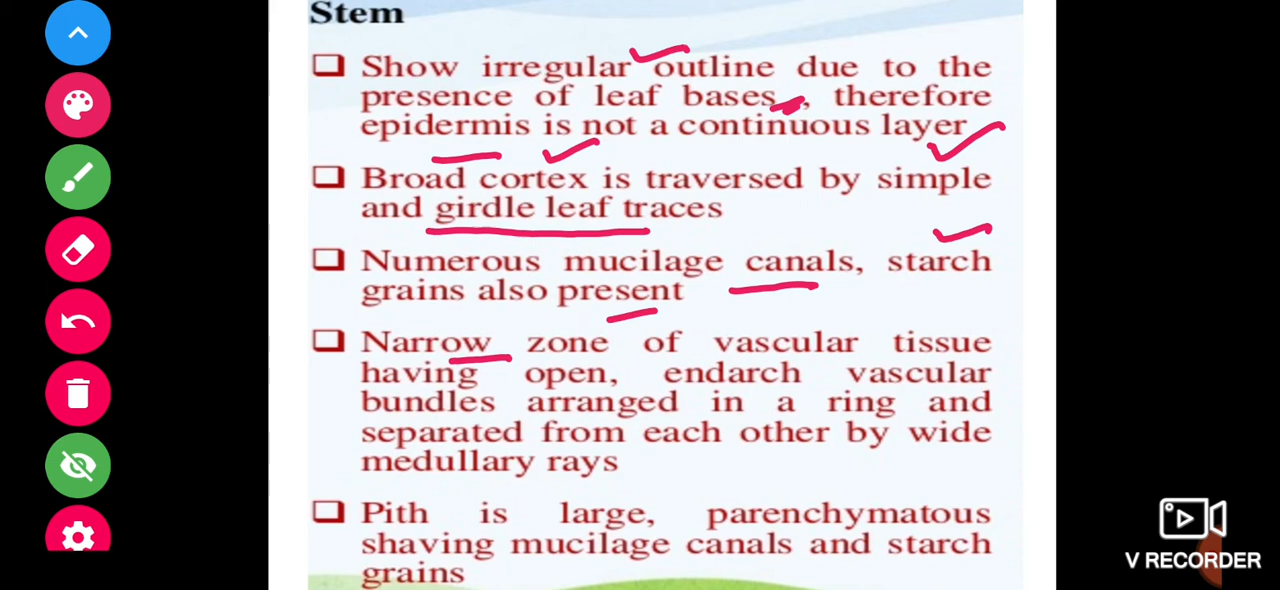 Stem
Show irregular outline due to the
presence of leaf bases, therefore
epidermis is not a continuous layer
Broad cortex is traversed by simple
and girdle leaf traces
Numerous mucilage canals, starch
grains also present
Narrow zone of vascular tissue
having open, endarch vascular
bundles arranged in a ring and
separated from each other by wide
medullary rays
Pith is large, parenchymatous
shaving mucilage canals and starch
grains
V RECORDER